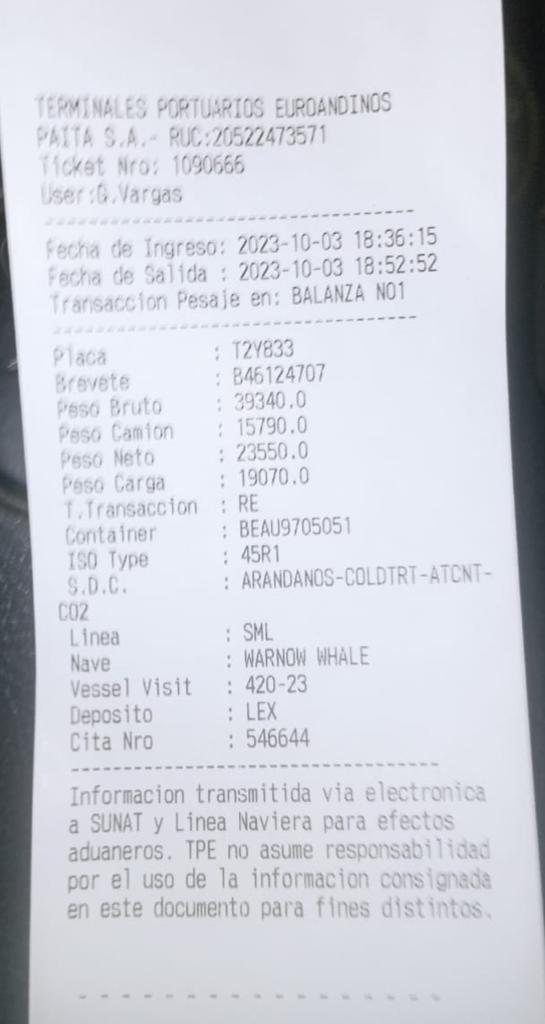 TERMINALES PORTUARIOS EUROANDINOS
PAITA S.A.- RUC:20522473571
Ticket Nro: 1090666
User:G.Vargas
Fecha de Ingreso: 2023-10-03 18:36:15
Fecha de Salida : 2023-10-03 18:52:52
Transaccion Pesaje en: BALANZA N01
Placa : T2Y833
Brevete : B46124707
Peso Bruto : 39340.0
Peso Camion : 15790.0
Peso Neto : 23550.0
Peso Carga : 19070.0
T.Transaccion : RE
Container : BEAU9705051
ISO Type : 45R1
S.D.C. : ARANDANOS-COLDTRT-ATCNT-
CO2
Linea : SML
Nave : WARNOW WHALE
Vessel Visit : 420-23
Deposito : LEX
Cita Nro : 546644
Informacion transmitida via electronica
a SUNAT y Linea Naviera para efectos
aduaneros. TPE no asume responsabilidad
por el uso de la informacion consignada
en este documento para fines distintos.